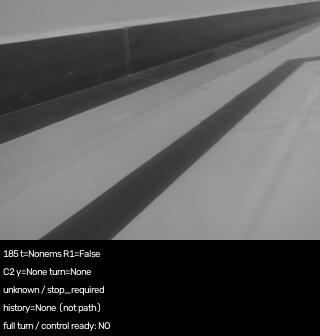 185 t=Nonems R1=False
C2 y=None turn=None
unknown / stop_required
history=None (not path)
full turn / control ready: NO